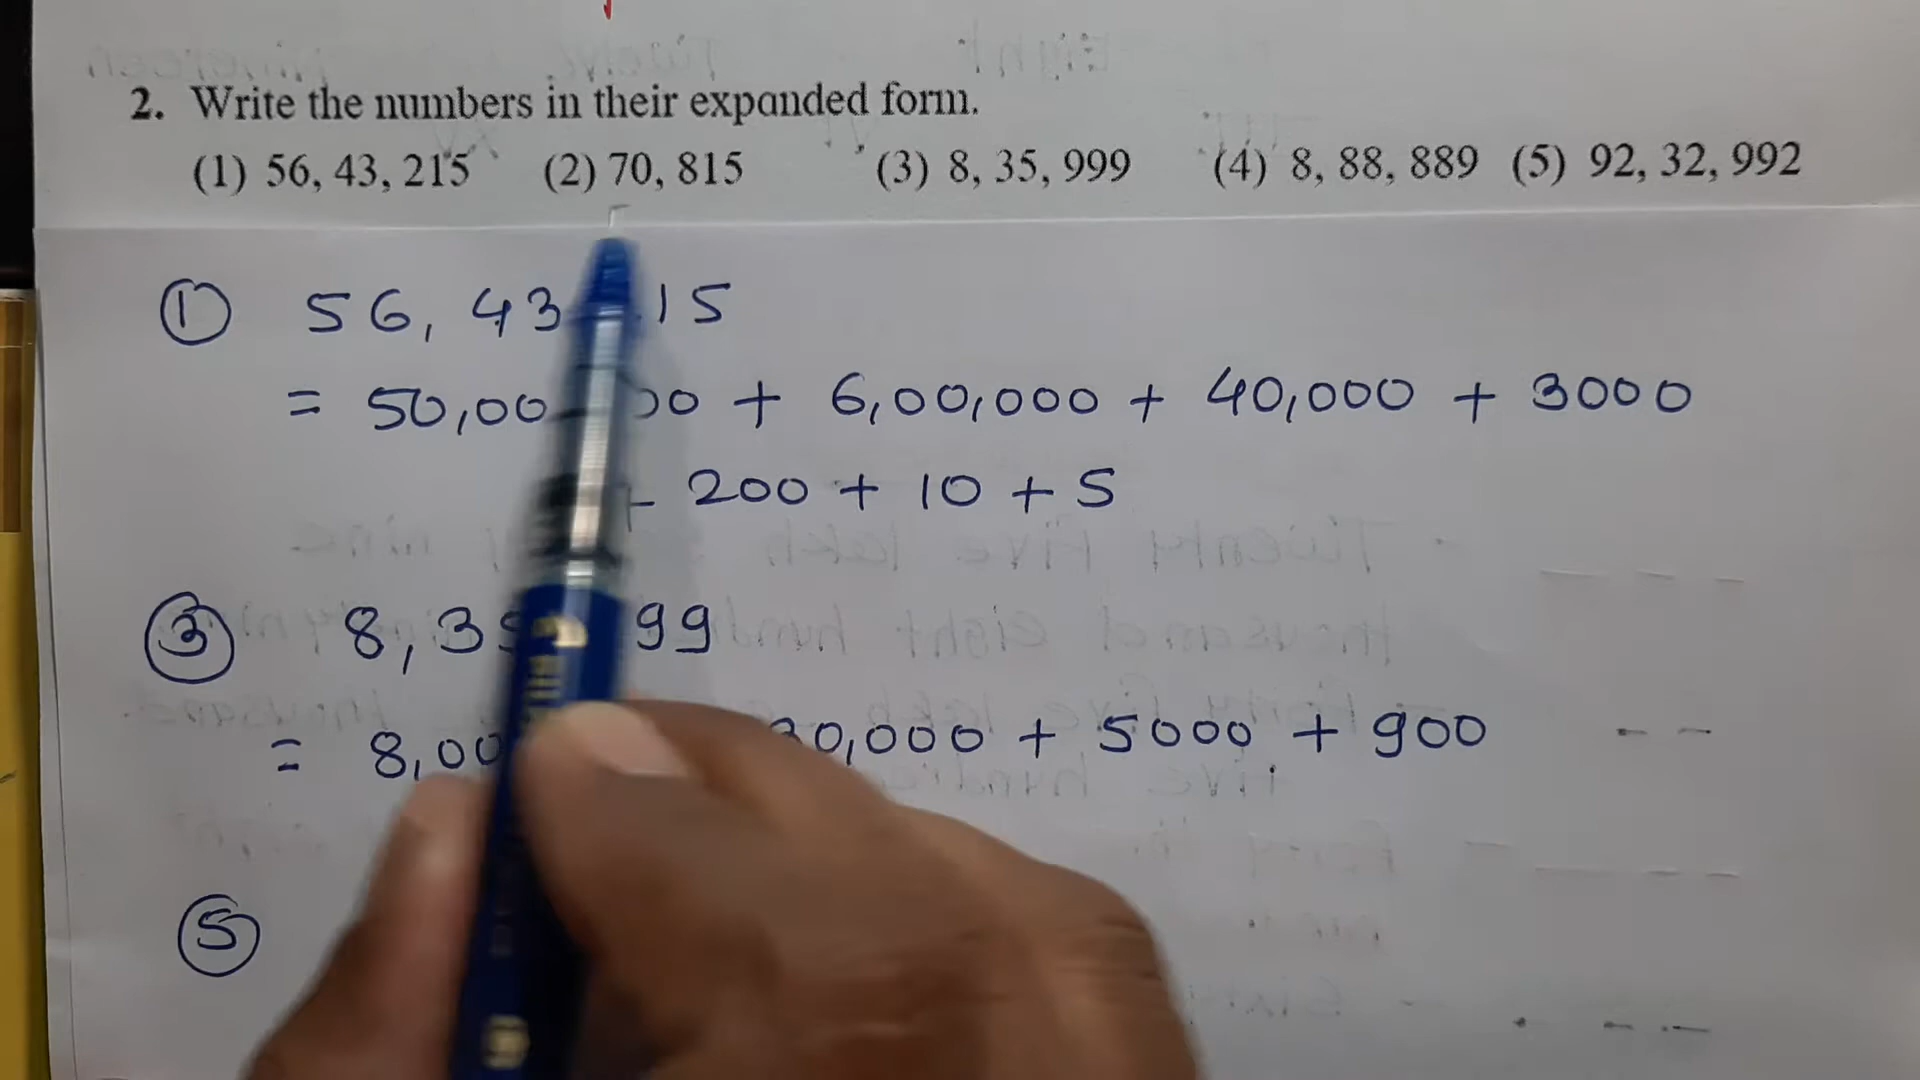 2. Write the numbers in their expanded form.
(1) 56, 43, 215 (2) 70, 815 (3) 8, 35, 999 (4) 8, 88, 889 (5) 92, 32, 992
① 56, 43 15
= 50,00 00 + 6,00,000 + 40,000 + 3000
200 + 10 + 5
③ 8,35 99
= 8,00 0,000 + 5000 + 900
⑤